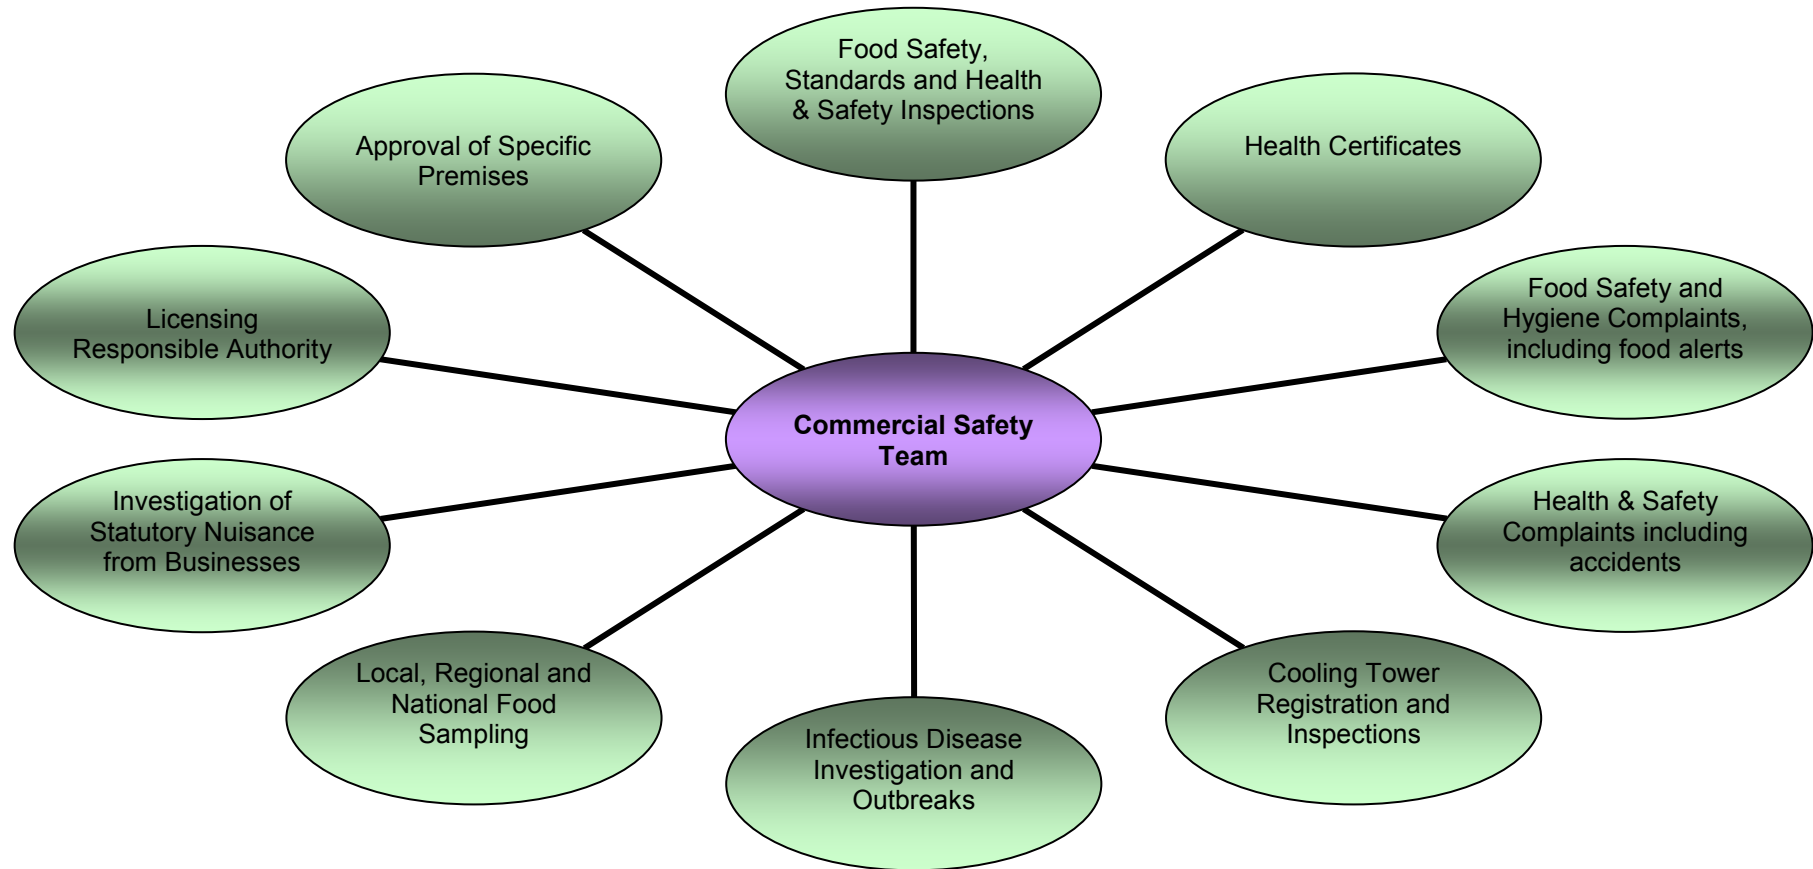 Food Safety,
Standards and Health
& Safety Inspections
Approval of Specific
Premises
Health Certificates
Licensing
Responsible Authority
Food Safety and
Hygiene Complaints,
including food alerts
Commercial Safety
Team
Investigation of
Statutory Nuisance
from Businesses
Health & Safety
Complaints including
accidents
Local, Regional and
National Food
Sampling
Infectious Disease
Investigation and
Outbreaks
Cooling Tower
Registration and
Inspections